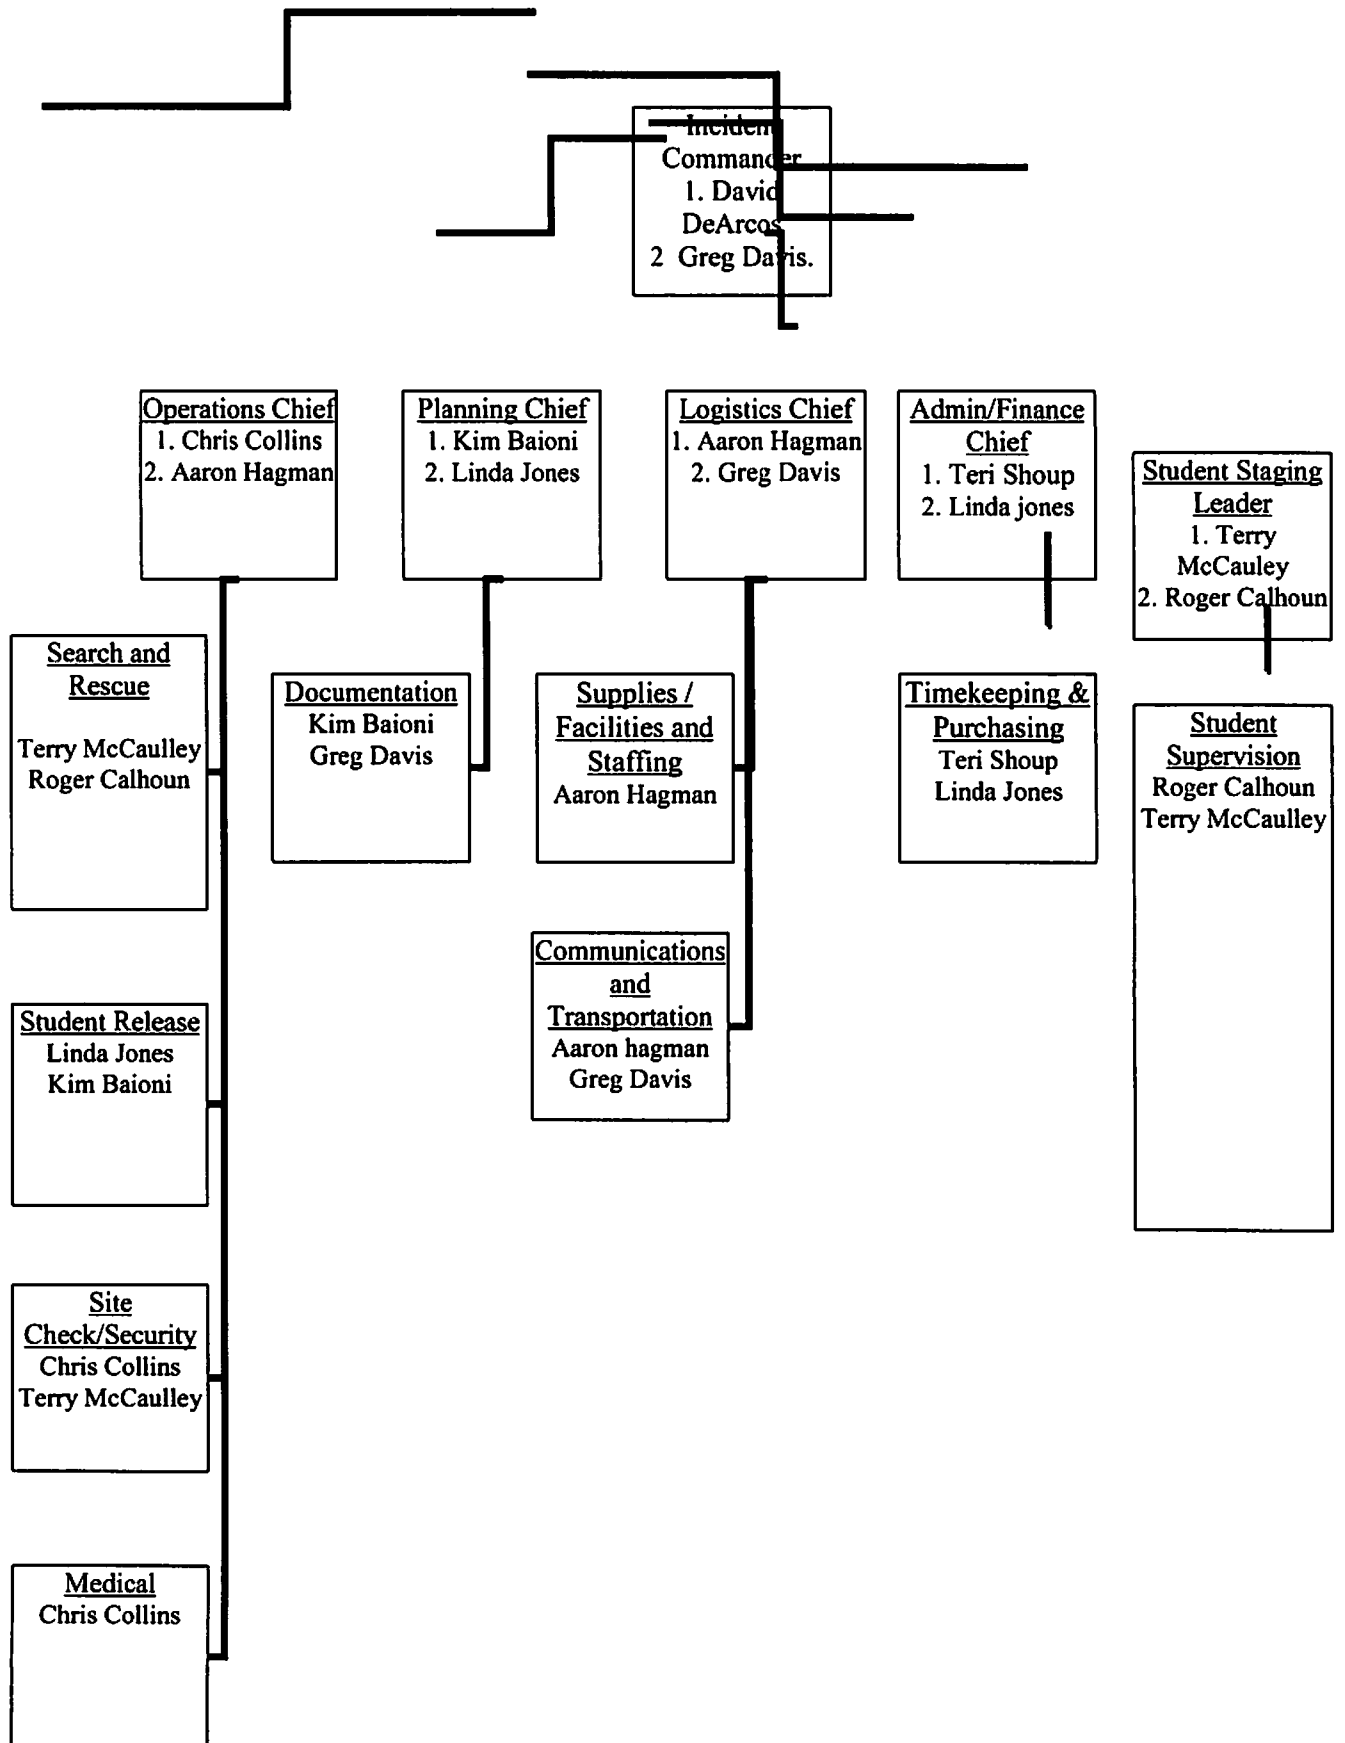 Incident
Commander
1. David
DeArcos
2 Greg Davis.
Operations Chief
1. Chris Collins
2. Aaron Hagman
Planning Chief
1. Kim Baioni
2. Linda Jones
Logistics Chief
1. Aaron Hagman
2. Greg Davis
Admin/Finance
Chief
1. Teri Shoup
2. Linda jones
Student Staging
Leader
1. Terry
McCauley
2. Roger Calhoun
Search and
Rescue
Terry McCaulley
Roger Calhoun
Documentation
Kim Baioni
Greg Davis
Supplies /
Facilities and
Staffing
Aaron Hagman
Timekeeping &
Purchasing
Teri Shoup
Linda Jones
Student
Supervision
Roger Calhoun
Terry McCaulley
Communications
and
Transportation
Aaron hagman
Greg Davis
Student Release
Linda Jones
Kim Baioni
Site
Check/Security
Chris Collins
Terry McCaulley
Medical
Chris Collins